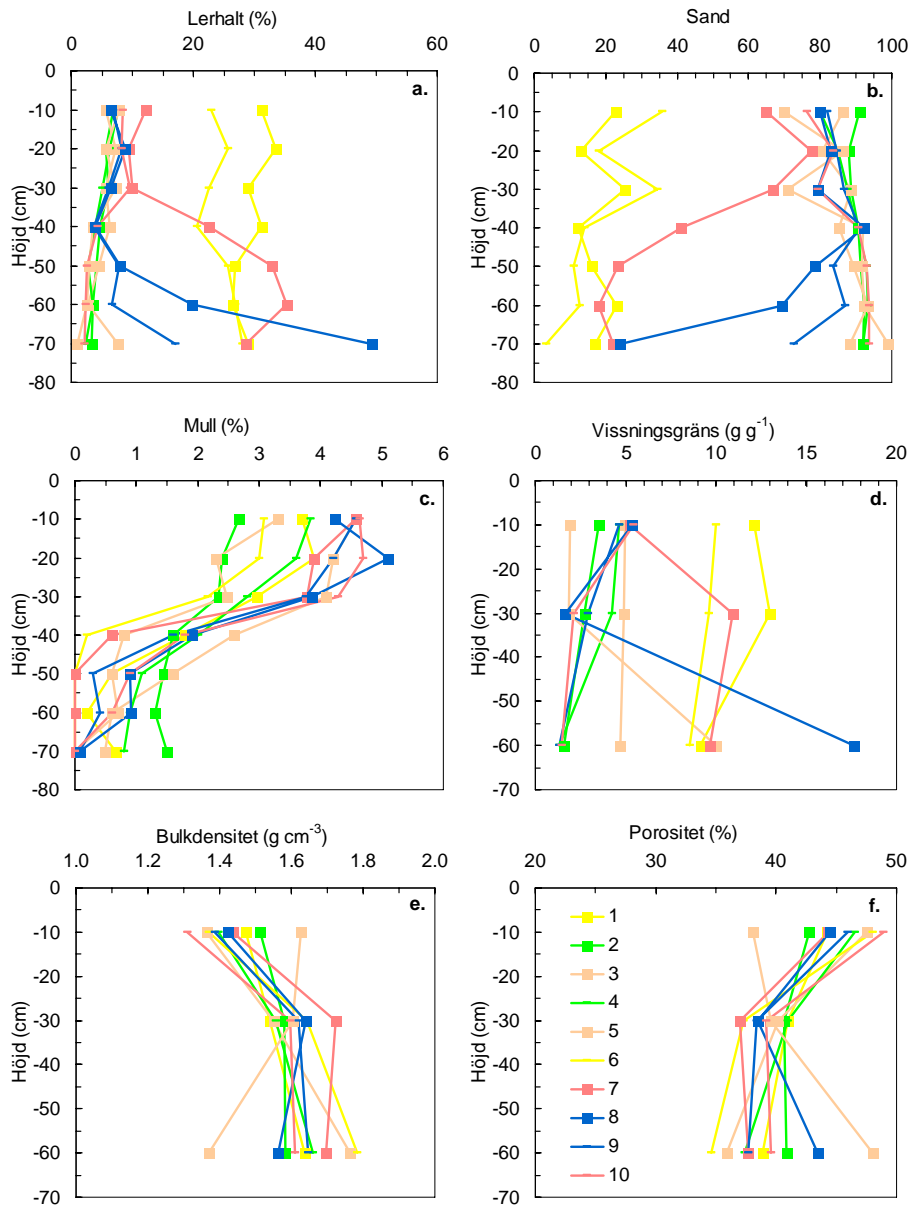 Lerhalt (%)
0 20 40 60
a.
0
-10
-20
-30
-40
-50
-60
-70
-80
Höjd (cm)
Sand
0 20 40 60 80 100
b.
0
-10
-20
-30
-40
-50
-60
-70
-80
Höjd (cm)
Mull (%)
0 1 2 3 4 5 6
c.
0
-10
-20
-30
-40
-50
-60
-70
-80
Höjd (cm)
Vissningsgräns (g g⁻¹)
0 5 10 15 20
d.
0
-10
-20
-30
-40
-50
-60
-70
Höjd (cm)
Bulkdensitet (g cm⁻³)
1.0 1.2 1.4 1.6 1.8 2.0
e.
0
-10
-20
-30
-40
-50
-60
-70
Höjd (cm)
Porositet (%)
20 30 40 50
f.
0
-10
-20
-30
-40
-50
-60
-70
Höjd (cm)
1
2
3
4
5
6
7
8
9
10